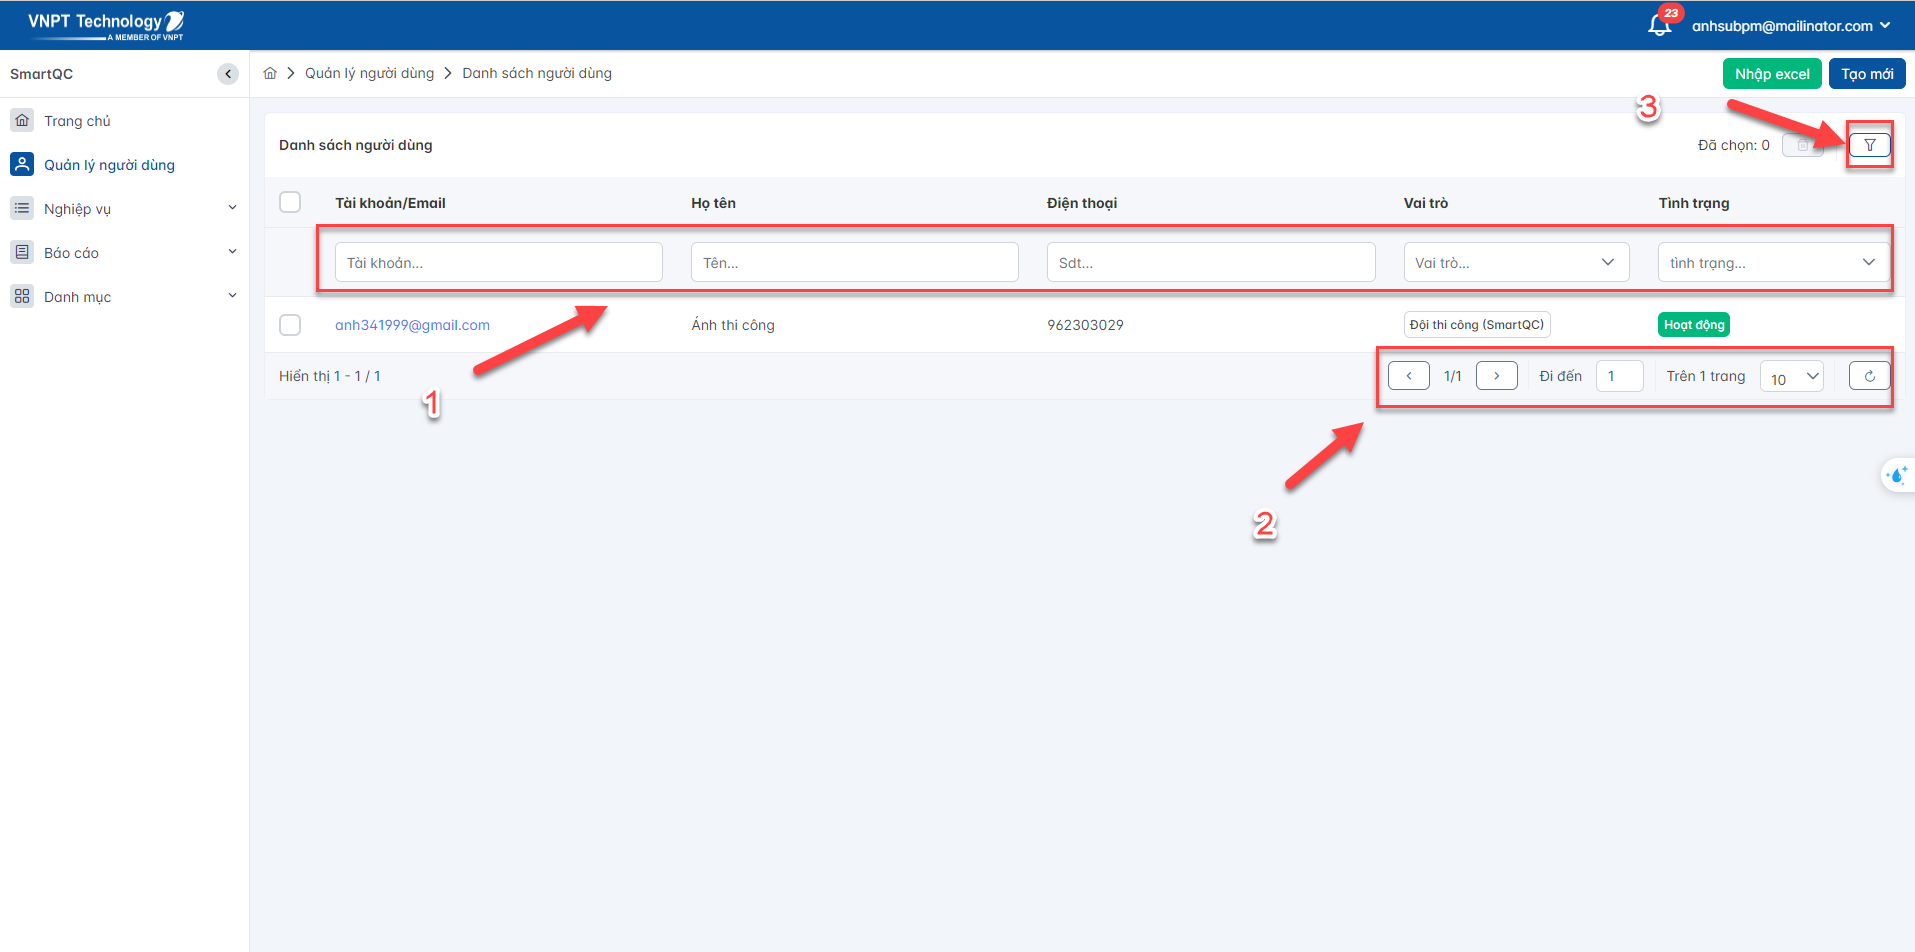 VNPT Technology
A MEMBER OF VNPT
23
anhsubpm@mailinator.com
SmartQC
Quản lý người dùng
Danh sách người dùng
Nhập excel
Tạo mới
Trang chủ
Quản lý người dùng
Nghiệp vụ
Báo cáo
Danh mục
3
Danh sách người dùng
Đã chọn: 0
Tài khoản/Email
Họ tên
Điện thoại
Vai trò
Tình trạng
Tài khoản...
Tên...
Sdt...
Vai trò...
tình trạng...
anh341999@gmail.com
Ánh thi công
962303029
Đội thi công (SmartQC)
Hoạt động
Hiển thị 1 - 1 / 1
1/1
Đi đến
1
Trên 1 trang
10
1
2